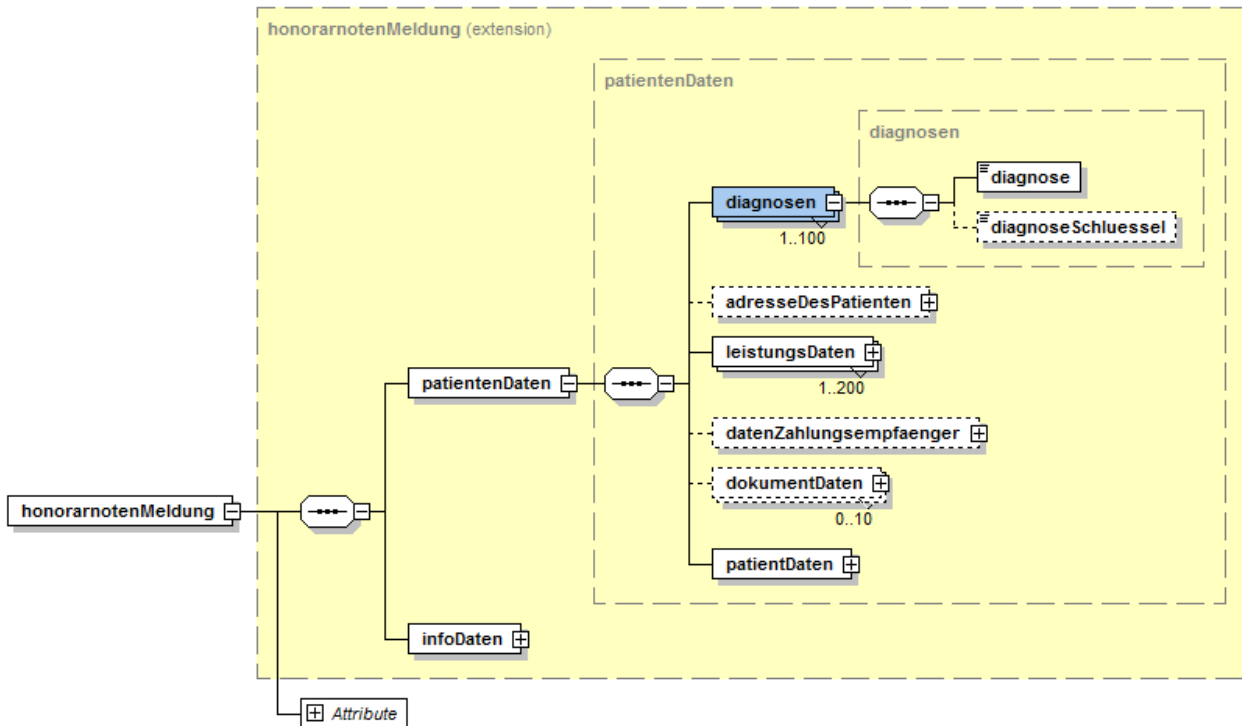 honorarnotenMeldung (extension)
patientenDaten
diagnosen
diagnose
diagnosen
diagnoseSchluessel
1..100
adresseDesPatienten
leistungsDaten
1..200
patientenDaten
datenZahlungsempfaenger
dokumentDaten
0..10
honorarnotenMeldung
patientDaten
infoDaten
Attribute